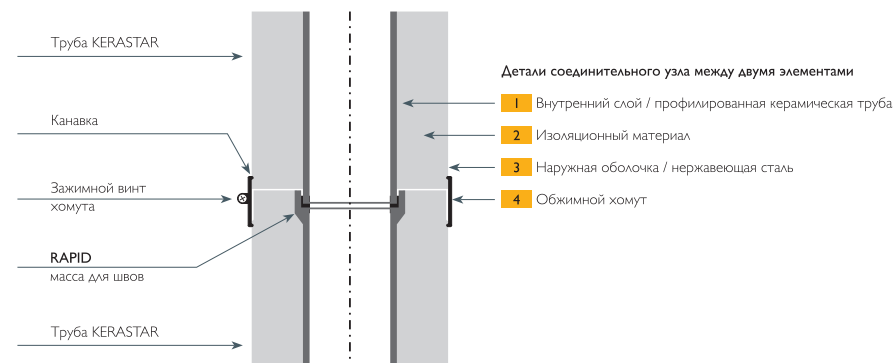 Труба KERASTAR
Канавка
Зажимной винт
хомута
RAPID
масса для швов
Труба KERASTAR
Детали соединительного узла между двумя элементами
1 Внутренний слой / профилированная керамическая труба
2 Изоляционный материал
3 Наружная оболочка / нержавеющая сталь
4 Обжимной хомут